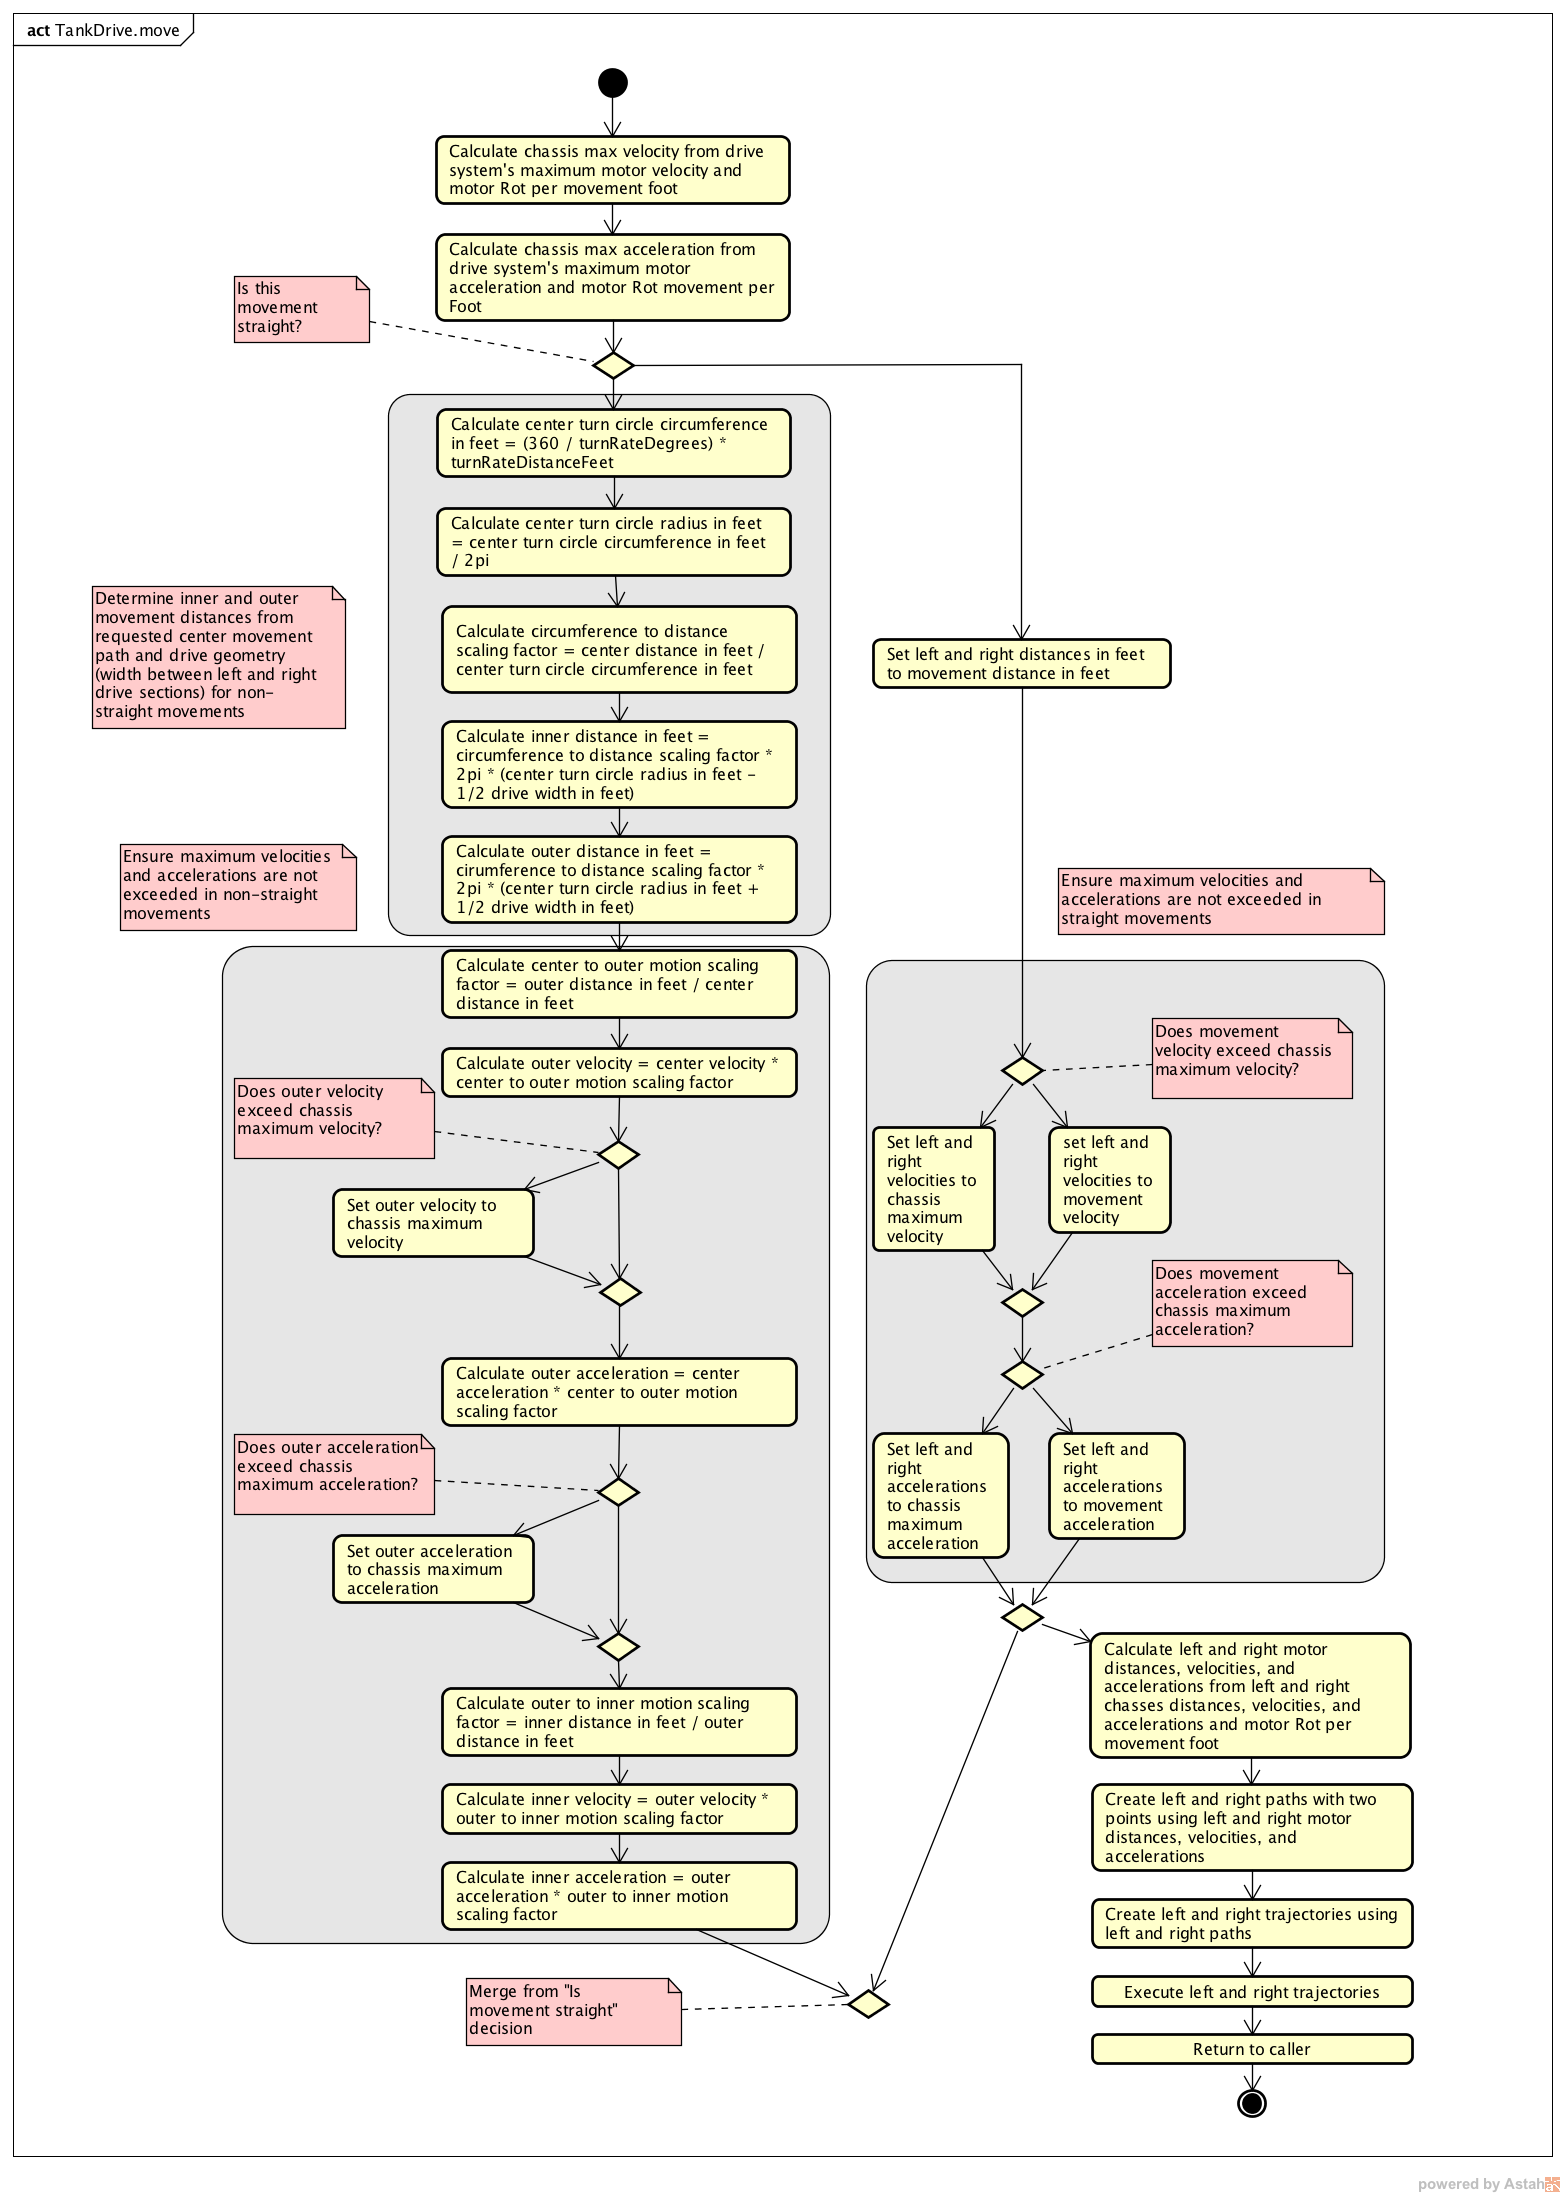 act TankDrive.move
Calculate chassis max velocity from drive
system's maximum motor velocity and
motor Rot per movement foot
Calculate chassis max acceleration from
drive system's maximum motor
acceleration and motor Rot movement per
Foot
Is this
movement
straight?
Calculate center turn circle circumference
in feet = (360 / turnRateDegrees) *
turnRateDistanceFeet
Calculate center turn circle radius in feet
= center turn circle circumference in feet
/ 2pi
Determine inner and outer
movement distances from
requested center movement
path and drive geometry
(width between left and right
drive sections) for non-
straight movements
Calculate circumference to distance
scaling factor = center distance in feet /
center turn circle circumference in feet
Set left and right distances in feet
to movement distance in feet
Calculate inner distance in feet =
circumference to distance scaling factor *
2pi * (center turn circle radius in feet -
1/2 drive width in feet)
Calculate outer distance in feet =
cirumference to distance scaling factor *
2pi * (center turn circle radius in feet +
1/2 drive width in feet)
Ensure maximum velocities
and accelerations are not
exceeded in non-straight
movements
Ensure maximum velocities and
accelerations are not exceeded in
straight movements
Calculate center to outer motion scaling
factor = outer distance in feet / center
distance in feet
Calculate outer velocity = center velocity *
center to outer motion scaling factor
Does outer velocity
exceed chassis
maximum velocity?
Does movement
velocity exceed chassis
maximum velocity?
Set outer velocity to
chassis maximum
velocity
Set left and
right
velocities to
chassis
maximum
velocity
set left and
right
velocities to
movement
velocity
Does movement
acceleration exceed
chassis maximum
acceleration?
Calculate outer acceleration = center
acceleration * center to outer motion
scaling factor
Does outer acceleration
exceed chassis
maximum acceleration?
Set outer acceleration
to chassis maximum
acceleration
Set left and
right
accelerations
to chassis
maximum
acceleration
Set left and
right
accelerations
to movement
acceleration
Calculate outer to inner motion scaling
factor = inner distance in feet / outer
distance in feet
Calculate inner velocity = outer velocity *
outer to inner motion scaling factor
Calculate inner acceleration = outer
acceleration * outer to inner motion
scaling factor
Merge from "Is
movement straight"
decision
Calculate left and right motor
distances, velocities, and
accelerations from left and right
chasses distances, velocities, and
accelerations and motor Rot per
movement foot
Create left and right paths with two
points using left and right motor
distances, velocities, and
accelerations
Create left and right trajectories using
left and right paths
Execute left and right trajectories
Return to caller
powered by Astah